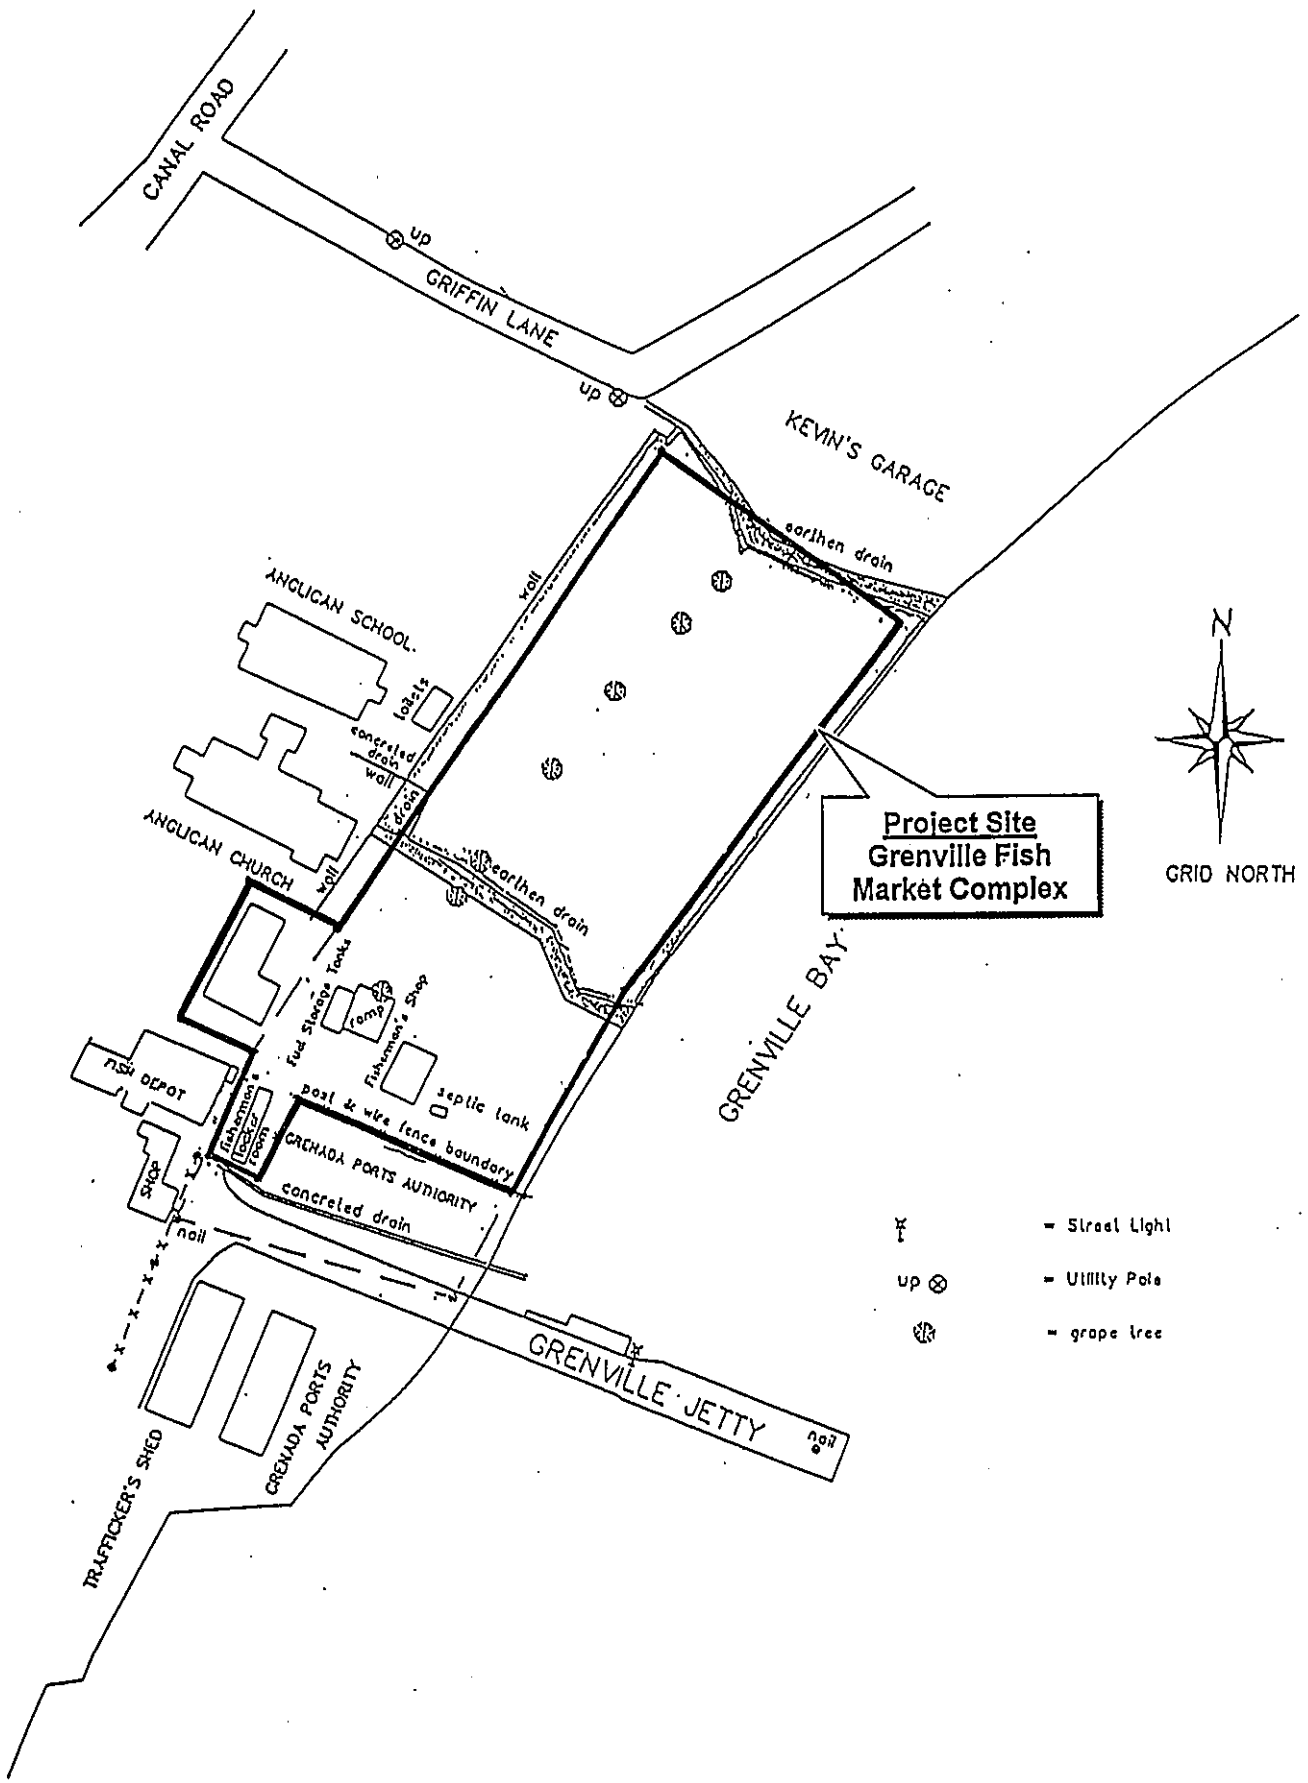 CANAL ROAD
up
GRIFFIN LANE
up
KEVIN'S GARAGE
earthen drain
wall
ANGLICAN SCHOOL.
toilets
concreted
drain
wall
drain
ANGLICAN CHURCH
wall
earthen drain
Project Site
Grenville Fish
Market Complex
N
GRID NORTH
GRENVILLE BAY
Fuel Storage Tanks
ramp
Fisherman's Shop
septic tank
FISH DEPOT
fisherman's
locker
room
post & wire fence boundary
GRENADA PORTS AUTHORITY
concreted drain
SHOP
nail
x
x
x
x
x
GRENVILLE JETTY
nail
TRAFFICKER'S SHED
GRENADA PORTS
AUTHORITY
= Street Light
up = Utility Pole
= grape tree